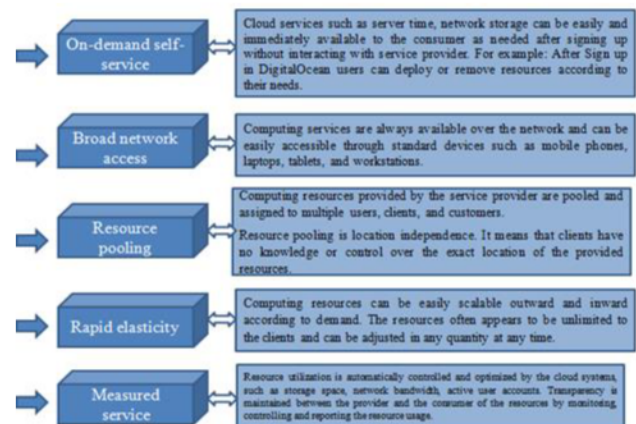 On-demand self-
service
Cloud services such as server time, network storage can be easily and
immediately available to the consumer as needed after signing up
without interacting with service provider. For example: After Sign up
in DigitalOcean users can deploy or remove resources according to
their needs.
Broad network
access
Computing services are always available over the network and can be
easily accessible through standard devices such as mobile phones,
laptops, tablets, and workstations.
Resource
pooling
Computing resources provided by the service provider are pooled and
assigned to multiple users, clients, and customers.
Resource pooling is location independence. It means that clients have
no knowledge or control over the exact location of the provided
resources.
Rapid elasticity
Computing resources can be easily scalable outward and inward
according to demand. The resources often appears to be unlimited to
the clients and can be adjusted in any quantity at any time.
Measured
service
Resource utilization is automatically controlled and optimized by the cloud systems,
such as storage space, network bandwidth, active user accounts. Transparency is
maintained between the provider and the consumer of the resources by monitoring,
controlling and reporting the resource usage.